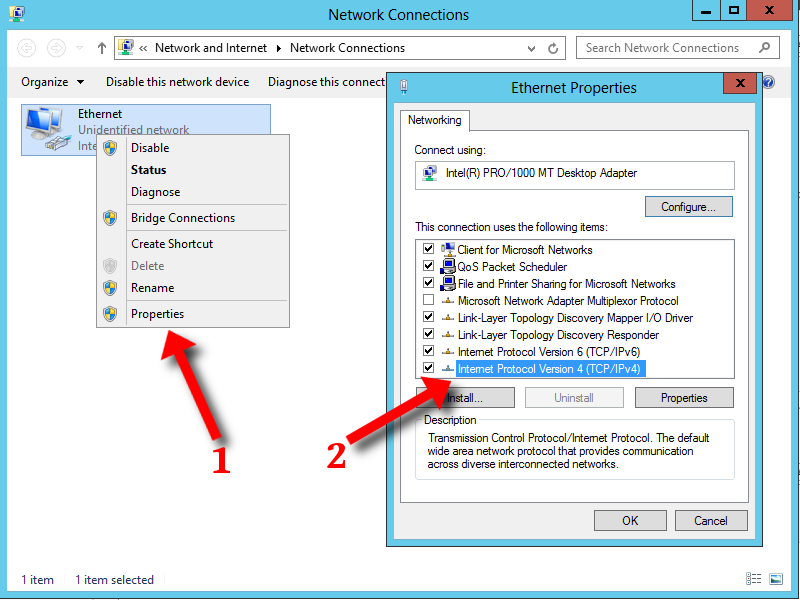 Network Connections
« Network and Internet Network Connections
Search Network Connections
Organize Disable this network device Diagnose this connect
Ethernet
Unidentified network
Inte
Disable
Status
Diagnose
Bridge Connections
Create Shortcut
Delete
Rename
Properties
1
Ethernet Properties
Networking
Connect using:
Intel(R) PRO/1000 MT Desktop Adapter
Configure...
This connection uses the following items:
Client for Microsoft Networks
QoS Packet Scheduler
File and Printer Sharing for Microsoft Networks
Microsoft Network Adapter Multiplexor Protocol
Link-Layer Topology Discovery Mapper I/O Driver
Link-Layer Topology Discovery Responder
Internet Protocol Version 6 (TCP/IPv6)
Internet Protocol Version 4 (TCP/IPv4)
nstall... Uninstall Properties
2
Description
Transmission Control Protocol/Internet Protocol. The default
wide area network protocol that provides communication
across diverse interconnected networks.
OK Cancel
1 item 1 item selected